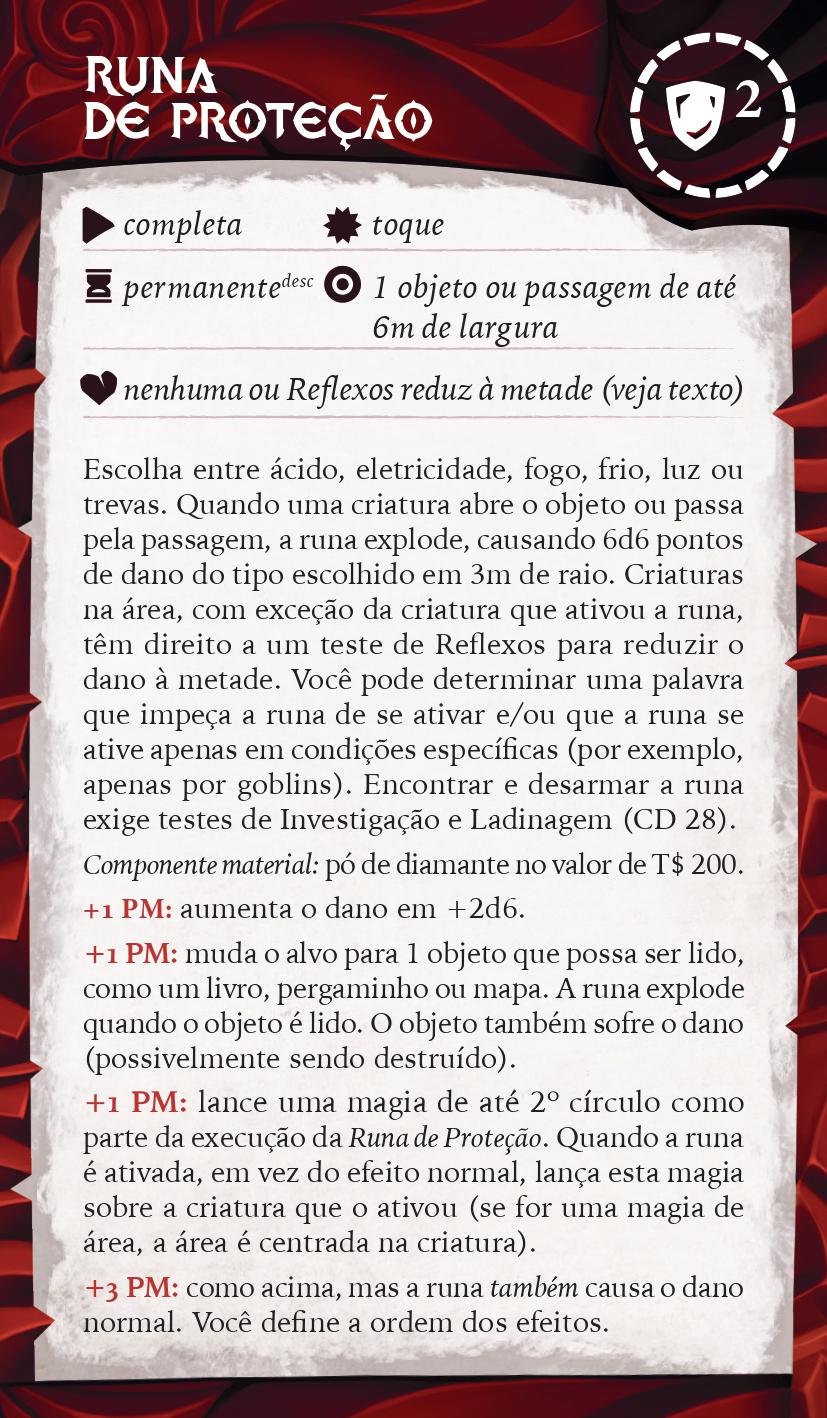 RUNA
DE PROTEÇÃO
2
completa toque
permanente^desc 1 objeto ou passagem de até
6m de largura
nenhuma ou Reflexos reduz à metade (veja texto)
Escolha entre ácido, eletricidade, fogo, frio, luz ou
trevas. Quando uma criatura abre o objeto ou passa
pela passagem, a runa explode, causando 6d6 pontos
de dano do tipo escolhido em 3m de raio. Criaturas
na área, com exceção da criatura que ativou a runa,
têm direito a um teste de Reflexos para reduzir o
dano à metade. Você pode determinar uma palavra
que impeça a runa de se ativar e/ou que a runa se
ative apenas em condições específicas (por exemplo,
apenas por goblins). Encontrar e desarmar a runa
exige testes de Investigação e Ladinagem (CD 28).
Componente material: pó de diamante no valor de T$ 200.
+1 PM: aumenta o dano em +2d6.
+1 PM: muda o alvo para 1 objeto que possa ser lido,
como um livro, pergaminho ou mapa. A runa explode
quando o objeto é lido. O objeto também sofre o dano
(possivelmente sendo destruído).
+1 PM: lance uma magia de até 2º círculo como
parte da execução da Runa de Proteção. Quando a runa
é ativada, em vez do efeito normal, lança esta magia
sobre a criatura que o ativou (se for uma magia de
área, a área é centrada na criatura).
+3 PM: como acima, mas a runa também causa o dano
normal. Você define a ordem dos efeitos.